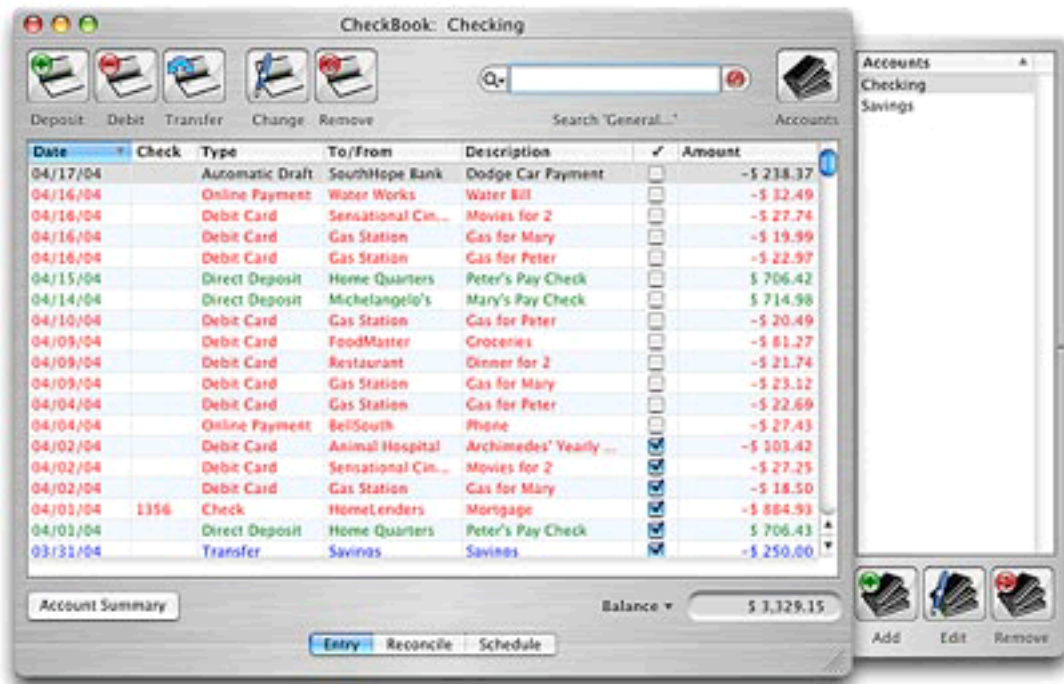 CheckBook: Checking
Deposit Debit Transfer Change Remove Search 'General...' Accounts
Date Check Type To/From Description ✓ Amount
04/17/04 Automatic Draft SouthHope Bank Dodge Car Payment -$ 238.37
04/16/04 Online Payment Water Works Water Bill -$ 32.49
04/16/04 Debit Card Sensational Cin... Movies for 2 -$ 27.74
04/16/04 Debit Card Gas Station Gas for Mary -$ 19.99
04/16/04 Debit Card Gas Station Gas for Peter -$ 22.97
04/15/04 Direct Deposit Home Quarters Peter's Pay Check $ 706.42
04/14/04 Direct Deposit Michelangelo's Mary's Pay Check $ 714.98
04/10/04 Debit Card Gas Station Gas for Peter -$ 20.49
04/09/04 Debit Card FoodMaster Groceries -$ 81.27
04/09/04 Debit Card Restaurant Dinner for 2 -$ 21.74
04/09/04 Debit Card Gas Station Gas for Mary -$ 23.12
04/04/04 Debit Card Gas Station Gas for Peter -$ 22.69
04/04/04 Online Payment BellSouth Phone -$ 27.43
04/02/04 Debit Card Animal Hospital Archimedes' Yearly ... -$ 103.42
04/02/04 Debit Card Sensational Cin... Movies for 2 -$ 27.25
04/02/04 Debit Card Gas Station Gas for Mary -$ 18.50
04/01/04 1356 Check HomeLenders Mortgage -$ 884.93
04/01/04 Direct Deposit Home Quarters Peter's Pay Check $ 706.43
03/31/04 Transfer Savings Savings -$ 250.00
Account Summary Balance $ 3,329.15
Entry Reconcile Schedule
Accounts
Checking
Savings
Add Edit Remove